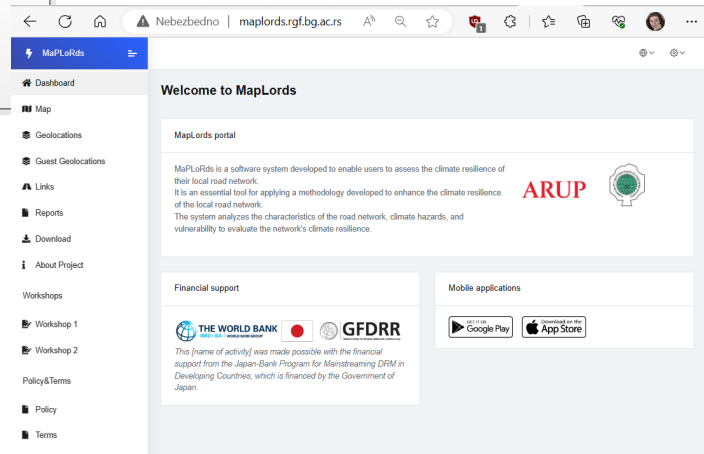 Nebezbedno
maplords.rgf.bg.ac.rs
1
MaPLoRds
Dashboard
Map
Geolocations
Guest Geolocations
Links
Reports
Download
About Project
Workshops
Workshop 1
Workshop 2
Policy&Terms
Policy
Terms
Welcome to MapLords
MapLords portal
MaPLoRds is a software system developed to enable users to assess the climate resilience of
their local road network.
It is an essential tool for applying a methodology developed to enhance the climate resilience
of the local road network.
The system analyzes the characteristics of the road network, climate hazards, and
vulnerability to evaluate the network's climate resilience.
ARUP
Financial support
THE WORLD BANK
IBRD • IDA | WORLD BANK GROUP
GFDRR
This [name of activity] was made possible with the financial
support from the Japan-Bank Program for Mainstreaming DRM in
Developing Countries, which is financed by the Government of
Japan.
Mobile applications
GET IT ON
Google Play
Download on the
App Store